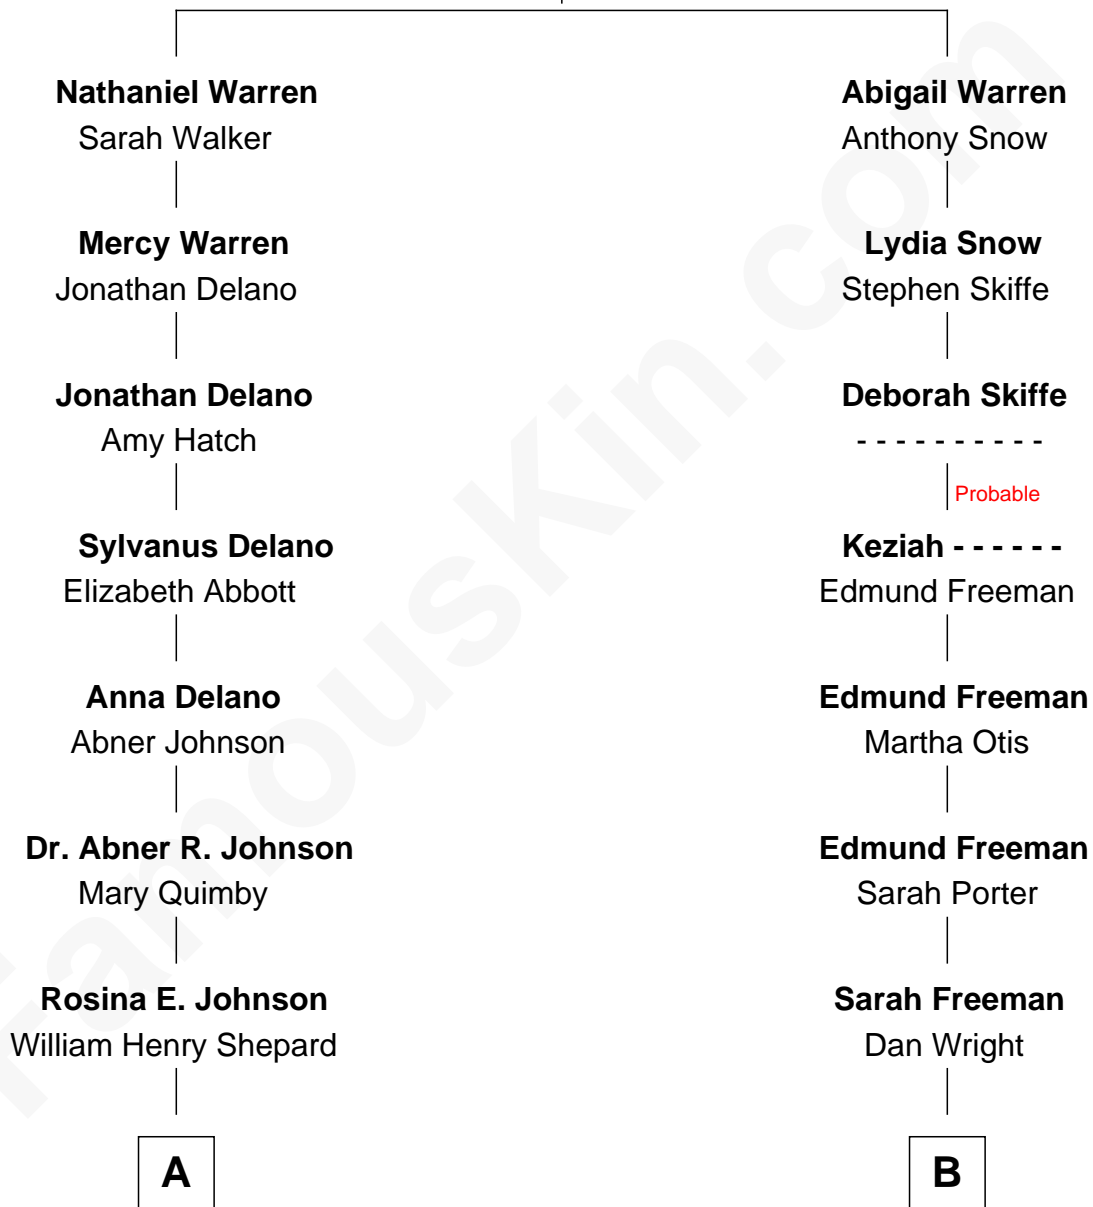 Nathaniel Warren
Sarah Walker
Mercy Warren
Jonathan Delano
Jonathan Delano
Amy Hatch
Sylvanus Delano
Elizabeth Abbott
Anna Delano
Abner Johnson
Dr. Abner R. Johnson
Mary Quimby
Rosina E. Johnson
William Henry Shepard
A
Abigail Warren
Anthony Snow
Lydia Snow
Stephen Skiffe
Deborah Skiffe
- - - - - - - - - -
Probable
Keziah - - - - - -
Edmund Freeman
Edmund Freeman
Martha Otis
Edmund Freeman
Sarah Porter
Sarah Freeman
Dan Wright
B
FamousKin.com